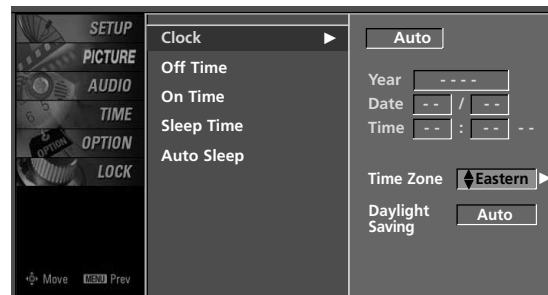 SETUP
PICTURE
AUDIO
TIME
OPTION
LOCK
Move MENU Prev
Clock
Off Time
On Time
Sleep Time
Auto Sleep
Auto
Year - - - -
Date - - / - -
Time - - : - - - -
Time Zone Eastern
Daylight
Saving Auto